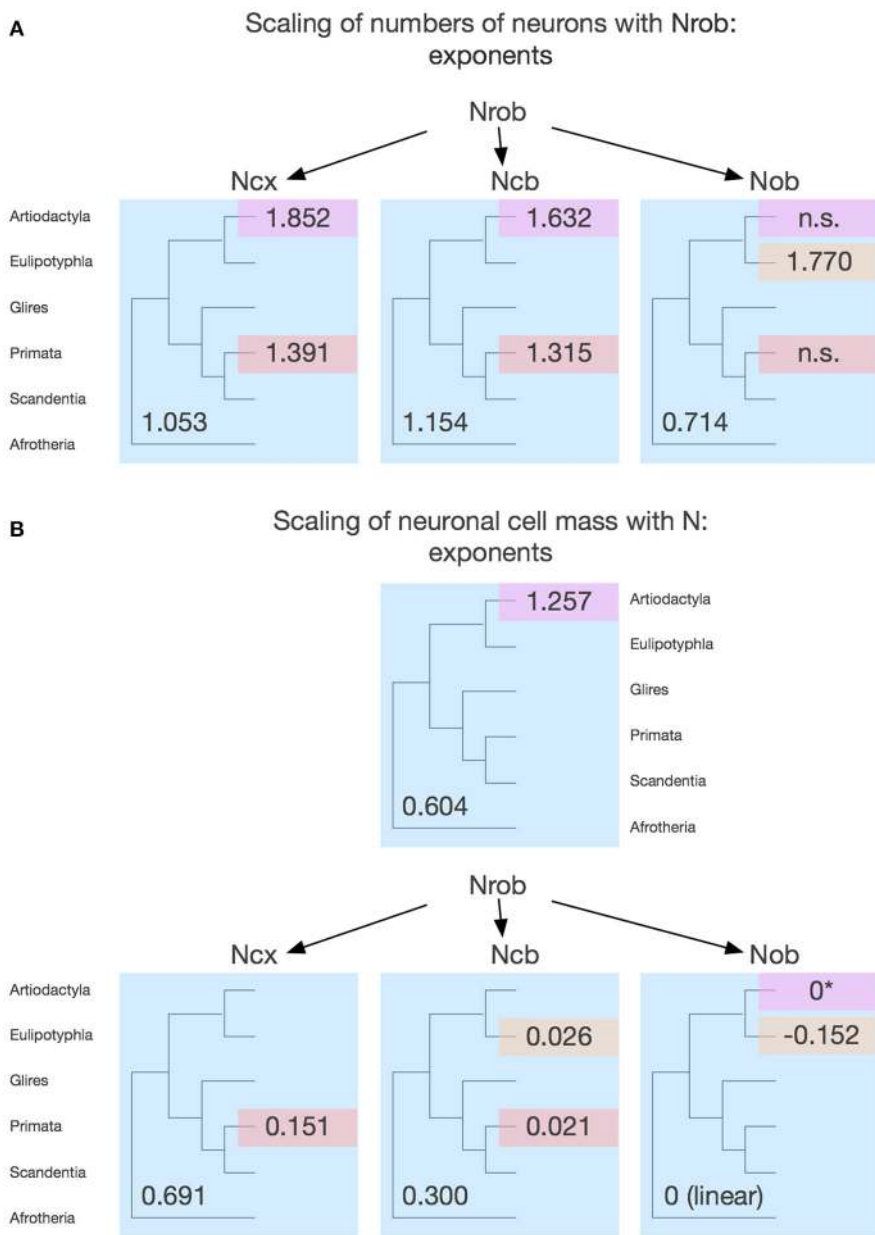 A
Scaling of numbers of neurons with Nrob:
exponents
Nrob
Ncx
Ncb
Nob
Artiodactyla
1.852
1.632
n.s.
Eulipotyphla
1.770
Glires
Primata
1.391
1.315
n.s.
Scandentia
1.053
1.154
0.714
Afrotheria
B
Scaling of neuronal cell mass with N:
exponents
1.257
Artiodactyla
Eulipotyphla
Glires
Primata
Scandentia
0.604
Afrotheria
Nrob
Ncx
Ncb
Nob
Artiodactyla
0*
Eulipotyphla
0.026
-0.152
Glires
Primata
0.151
0.021
Scandentia
0.691
0.300
0 (linear)
Afrotheria